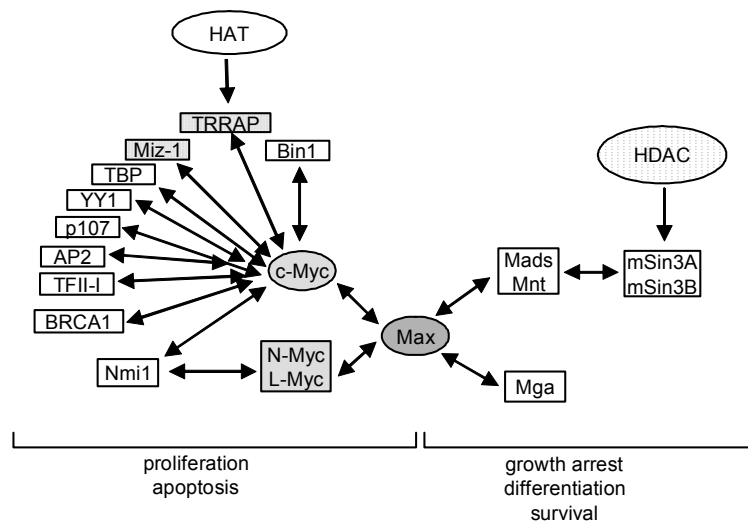 HAT
TRRAP
Miz-1
Bin1
TBP
YY1
p107
AP2
TFII-I
BRCA1
Nmi1
c-Myc
N-Myc
L-Myc
Max
Mads
Mnt
HDAC
mSin3A
mSin3B
Mga
proliferation
apoptosis
growth arrest
differentiation
survival